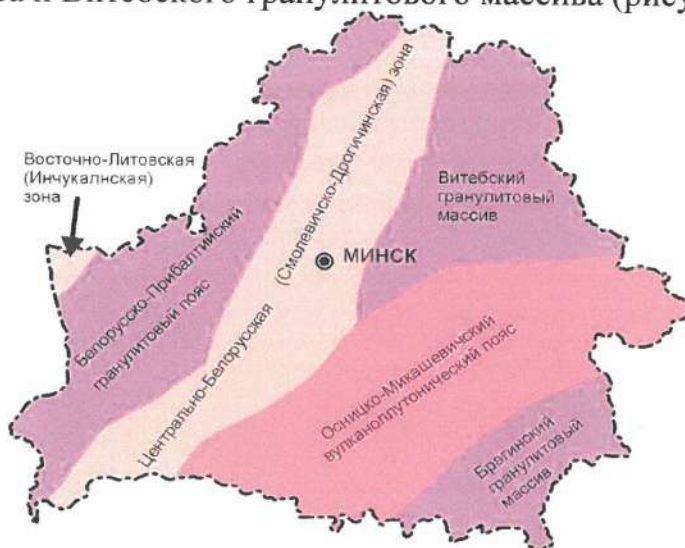 ва и Витебского гранулитового массива (рису
Восточно-Литовская
(Инчукалнская)
зона
Белорусско-Прибалтийский
гранулитовый пояс
Центрально-Белорусская (Смолевичско-Дрогичинская) зона
Витебский
гранулитовый
массив
МИНСК
Осницко-Микашевичский
вулканоплутонический пояс
Брагинский
гранулитовый
массив